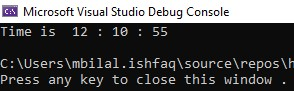 Microsoft Visual Studio Debug Console
Time is  12 : 10 : 55
C:\Users\mbilal.ishfaq\source\repos\h
Press any key to close this window .